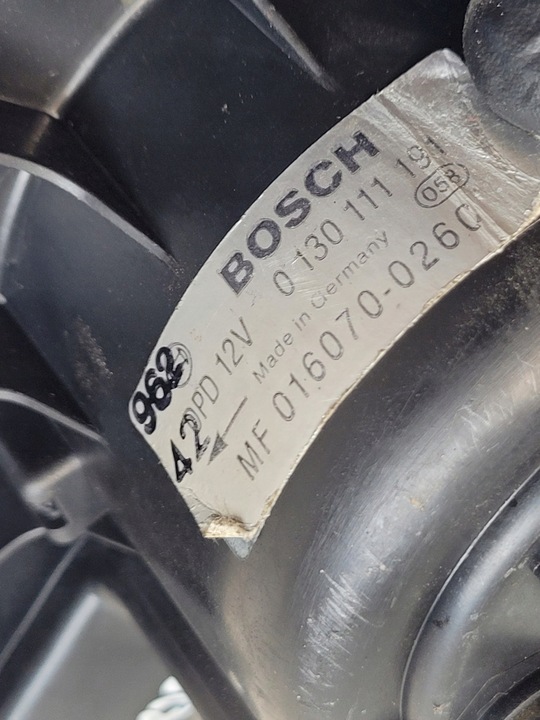 BOSCH
0 130 111 191
DPD 12V
Made in Germany
058
MF 016070-0260
962
42